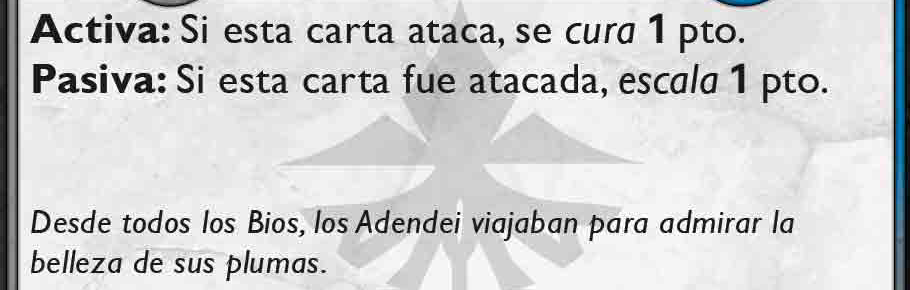 Activa: Si esta carta ataca, se cura 1 pto.
Pasiva: Si esta carta fue atacada, escala 1 pto.
Desde todos los Bios, los Adendei viajaban para admirar la
belleza de sus plumas.